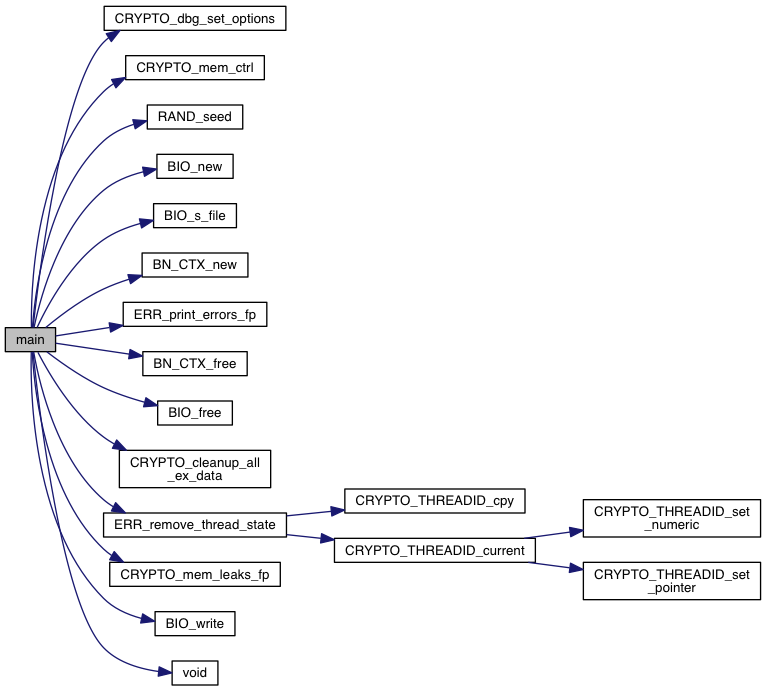 CRYPTO_dbg_set_options
CRYPTO_mem_ctrl
RAND_seed
BIO_new
BIO_s_file
BN_CTX_new
ERR_print_errors_fp
main
BN_CTX_free
BIO_free
CRYPTO_cleanup_all
_ex_data
ERR_remove_thread_state
CRYPTO_THREADID_cpy
CRYPTO_THREADID_current
CRYPTO_THREADID_set
_numeric
CRYPTO_THREADID_set
_pointer
CRYPTO_mem_leaks_fp
BIO_write
void